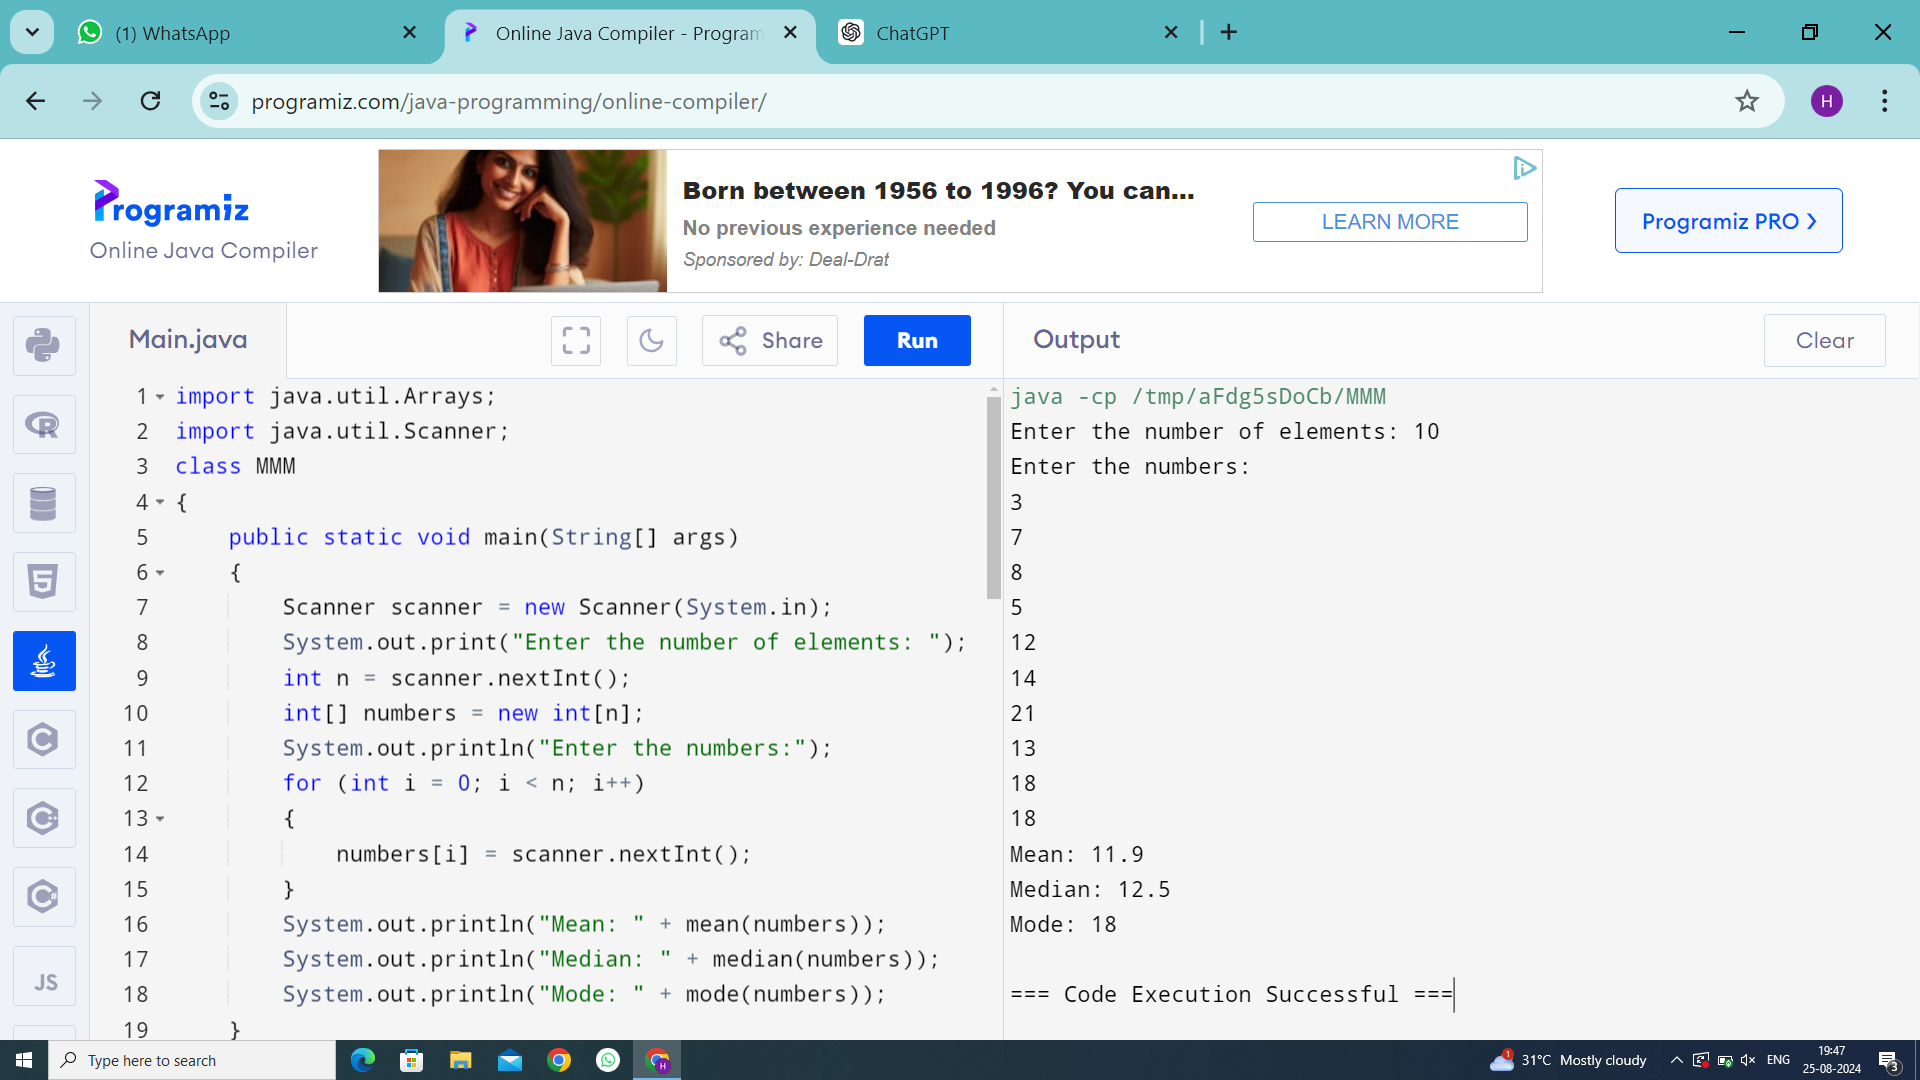 (1) WhatsApp
Online Java Compiler - Program
ChatGPT
programiz.com/java-programming/online-compiler/
H
Programiz
Online Java Compiler
Born between 1956 to 1996? You can...
No previous experience needed
Sponsored by: Deal-Drat
LEARN MORE
Programiz PRO
Main.java
Share
Run
Output
Clear
1 import java.util.Arrays;
2 import java.util.Scanner;
3 class MMM
4 {
5 public static void main(String[] args)
6 {
7 Scanner scanner = new Scanner(System.in);
8 System.out.print("Enter the number of elements: ");
9 int n = scanner.nextInt();
10 int[] numbers = new int[n];
11 System.out.println("Enter the numbers:");
12 for (int i = 0; i < n; i++)
13 {
14 numbers[i] = scanner.nextInt();
15 }
16 System.out.println("Mean: " + mean(numbers));
17 System.out.println("Median: " + median(numbers));
18 System.out.println("Mode: " + mode(numbers));
19 }
java -cp /tmp/aFdg5sDoCb/MMM
Enter the number of elements: 10
Enter the numbers:
3
7
8
5
12
14
21
13
18
18
Mean: 11.9
Median: 12.5
Mode: 18
=== Code Execution Successful ===
R
5
C
C++
C#
JS
Type here to search
H
1
31°C Mostly cloudy
ENG
19:47
25-08-2024
3